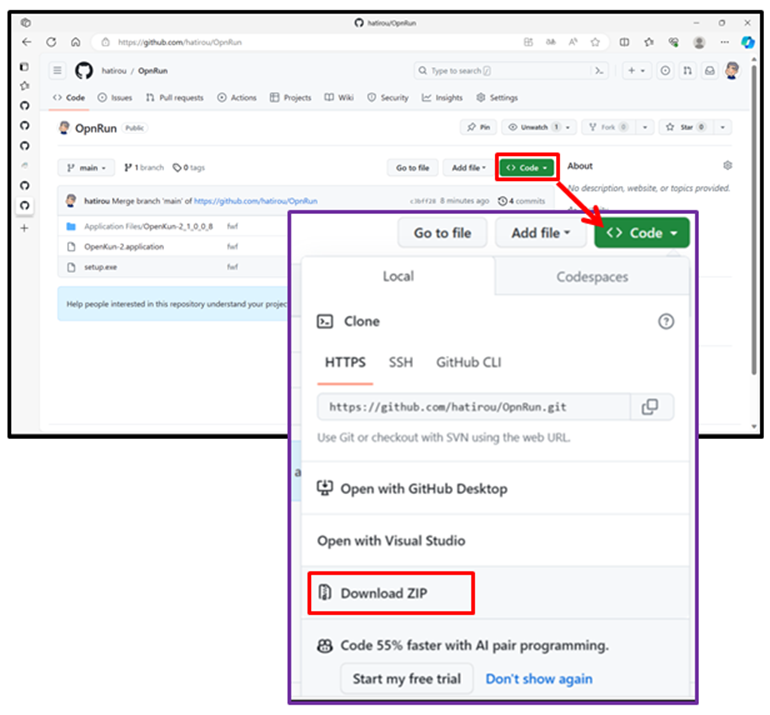 hatirou/OpnRun
https://github.com/hatirou/OpnRun
hatirou / OpnRun
Type to search
Code Issues Pull requests Actions Projects Wiki Security Insights Settings
OpnRun Public
Pin Unwatch 1 Fork 0 Star 0
main 1 branch 0 tags Go to file Add file Code
About
No description, website, or topics provided.
hatirou Merge branch 'main' of https://github.com/hatirou/OpnRun 8 minutes ago 4 commits
Application Files/OpenKun-2_1_0_0_8 fwf
OpenKun-2.application fwf
setup.exe fwf
Help people interested in this repository understand your
Go to file Add file Code
Local Codespaces
Clone
HTTPS SSH GitHub CLI
https://github.com/hatirou/OpnRun.git
Use Git or checkout with SVN using the web URL.
Open with GitHub Desktop
Open with Visual Studio
Download ZIP
Code 55% faster with AI pair programming.
Start my free trial Don't show again